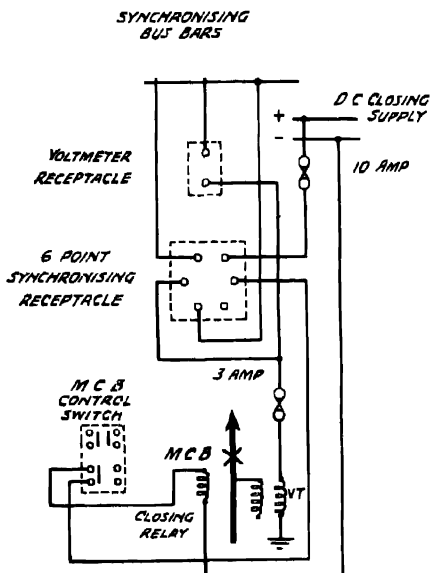 SYNCHRONISING
BUS BARS
D C CLOSING
SUPPLY
+
-
VOLTMETER
RECEPTACLE
10 AMP
6 POINT
SYNCHRONISING
RECEPTACLE
3 AMP
M C B
CONTROL
SWITCH
M C B
VT
CLOSING
RELAY